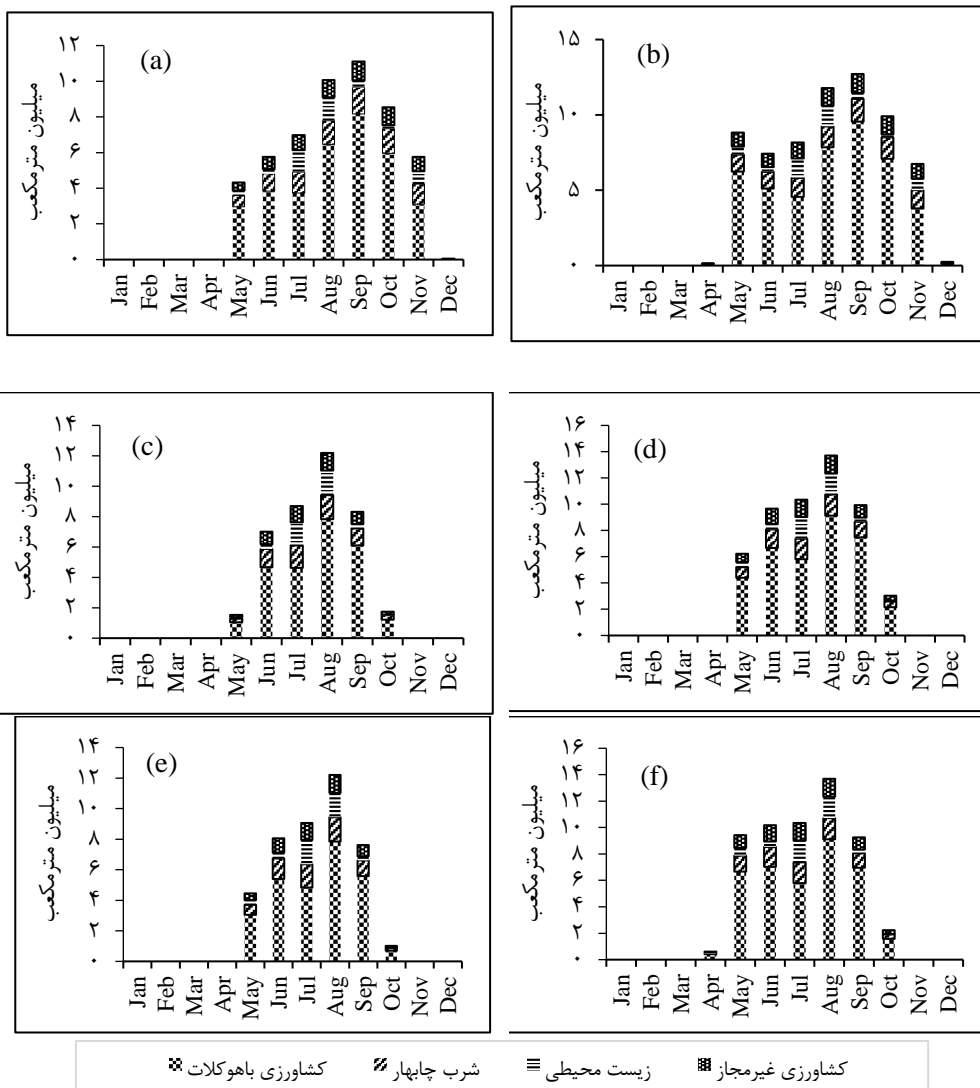 (a)
میلیون مترمکعب
۱۲
۱۰
۸
۶
۴
۲
۰
Jan Feb Mar Apr May Jun Jul Aug Sep Oct Nov Dec
(b)
میلیون مترمکعب
۱۵
۱۰
۵
۰
Jan Feb Mar Apr May Jun Jul Aug Sep Oct Nov Dec
(c)
میلیون مترمکعب
۱۴
۱۲
۱۰
۸
۶
۴
۲
۰
Jan Feb Mar Apr May Jun Jul Aug Sep Oct Nov Dec
(d)
میلیون مترمکعب
۱۶
۱۴
۱۲
۱۰
۸
۶
۴
۲
۰
Jan Feb Mar Apr May Jun Jul Aug Sep Oct Nov Dec
(e)
میلیون مترمکعب
۱۴
۱۲
۱۰
۸
۶
۴
۲
۰
Jan Feb Mar Apr May Jun Jul Aug Sep Oct Nov Dec
(f)
میلیون مترمکعب
۱۶
۱۴
۱۲
۱۰
۸
۶
۴
۲
۰
Jan Feb Mar Apr May Jun Jul Aug Sep Oct Nov Dec
کشاورزی غیرمجاز زیست محیطی شرب چابهار کشاورزی باهوکلات